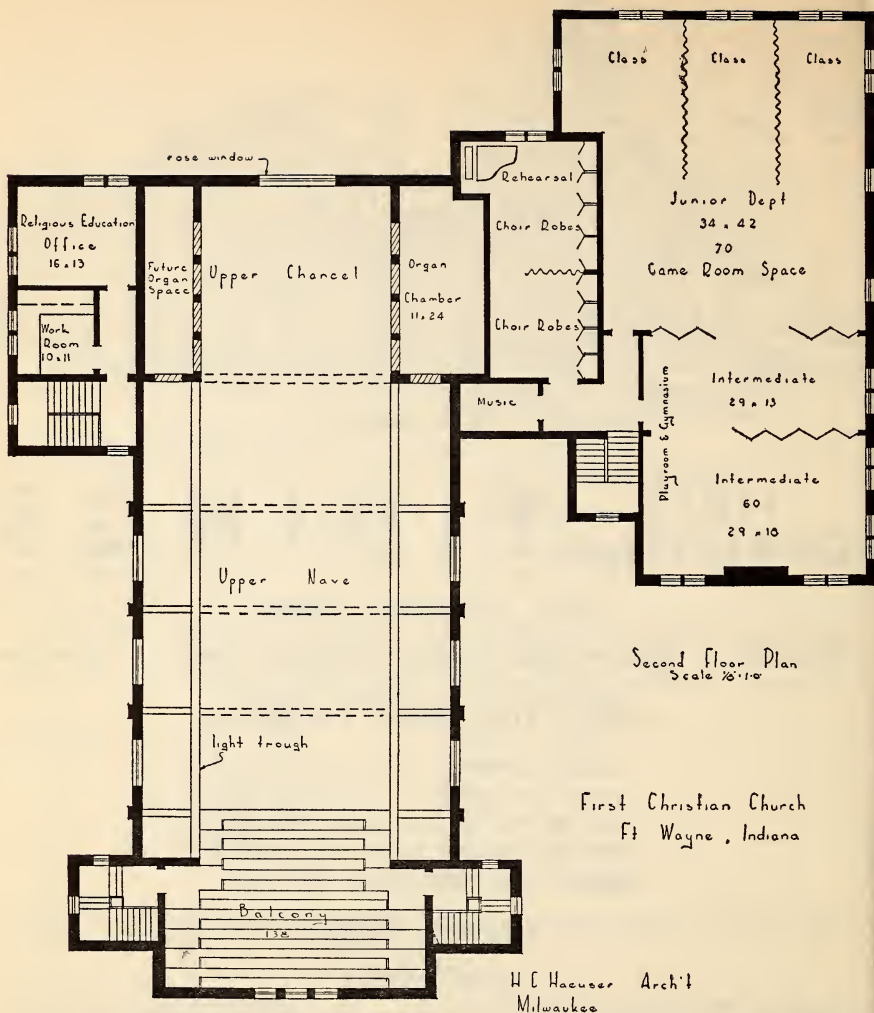 Class Class Class
rose window
Rehearsal
Choir Robes
Choir Robes
Junior Dept
34 x 42
70
Game Room Space
Religious Education
Office
16 x 13
Future
Organ
Space
Upper Chancel
Organ
Chamber
11 x 24
Work
Room
10 x 11
Music
Playroom & Gymnasium
Intermediate
29 x 13
Intermediate
60
29 x 18
Upper Nave
Second Floor Plan
Scale 1/8"=1'-0"
light trough
First Christian Church
Ft Wayne, Indiana
Balcony
138
H C Haeuser Arch't
Milwaukee